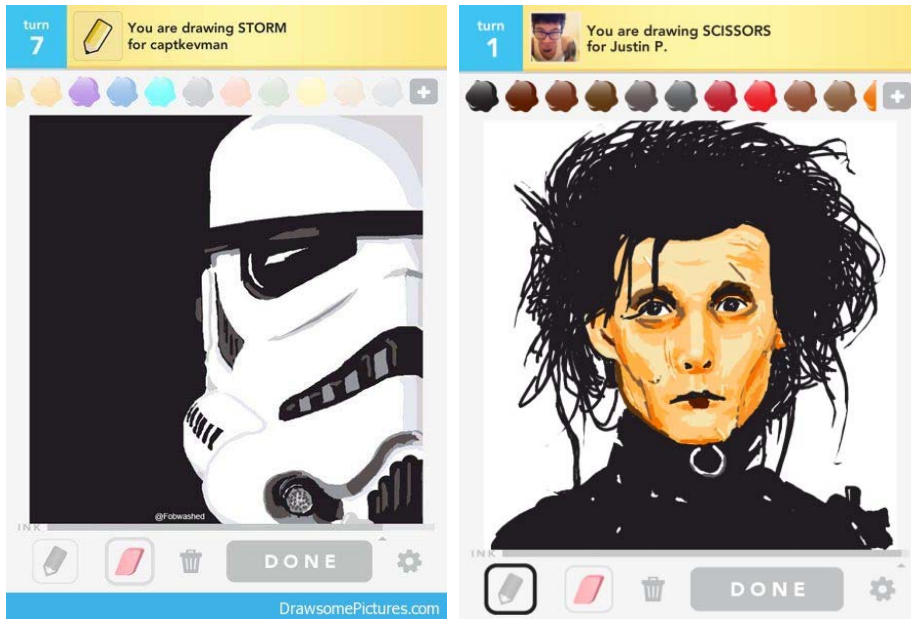 turn
7
You are drawing STORM
for captkevman
@Fobwashed
INK
DONE
DrawsomePictures.com
turn
1
You are drawing SCISSORS
for Justin P.
INK
DONE